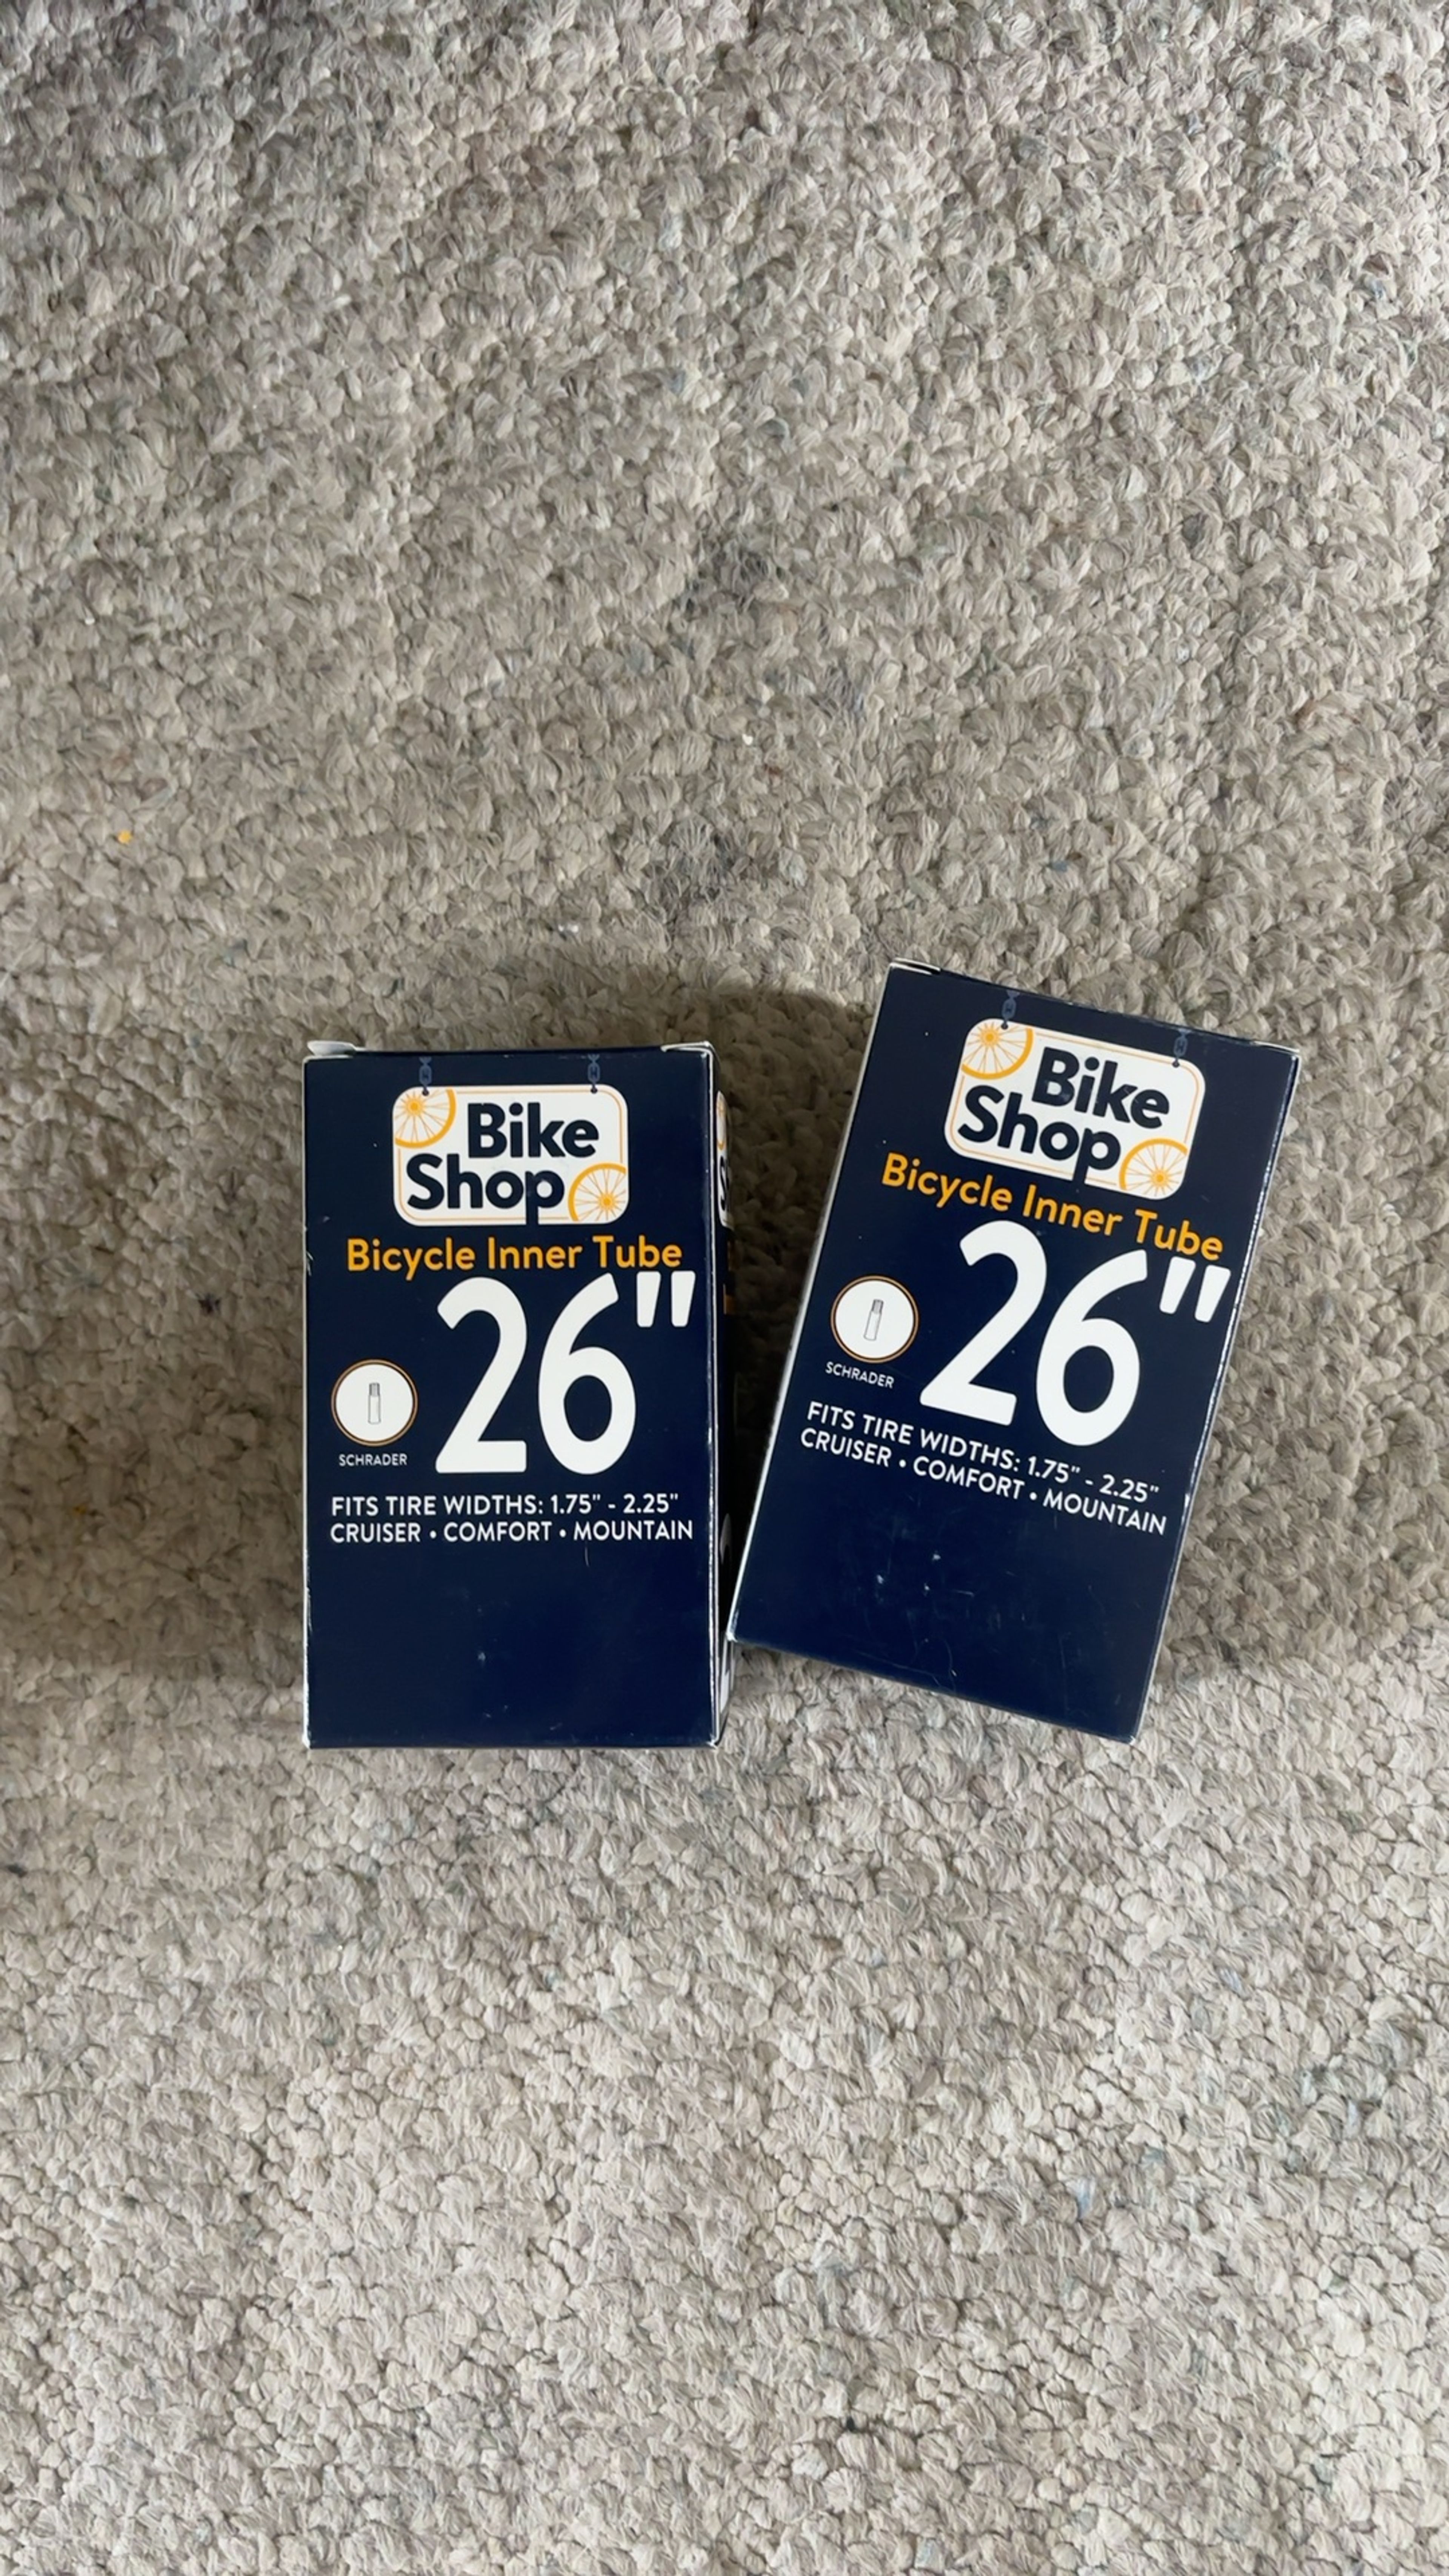 Bike
Shop
Bicycle Inner Tube
26"
SCHRADER
FITS TIRE WIDTHS: 1.75" - 2.25"
CRUISER • COMFORT • MOUNTAIN
Bike
Shop
Bicycle Inner Tube
26"
SCHRADER
FITS TIRE WIDTHS: 1.75" - 2.25"
CRUISER • COMFORT • MOUNTAIN